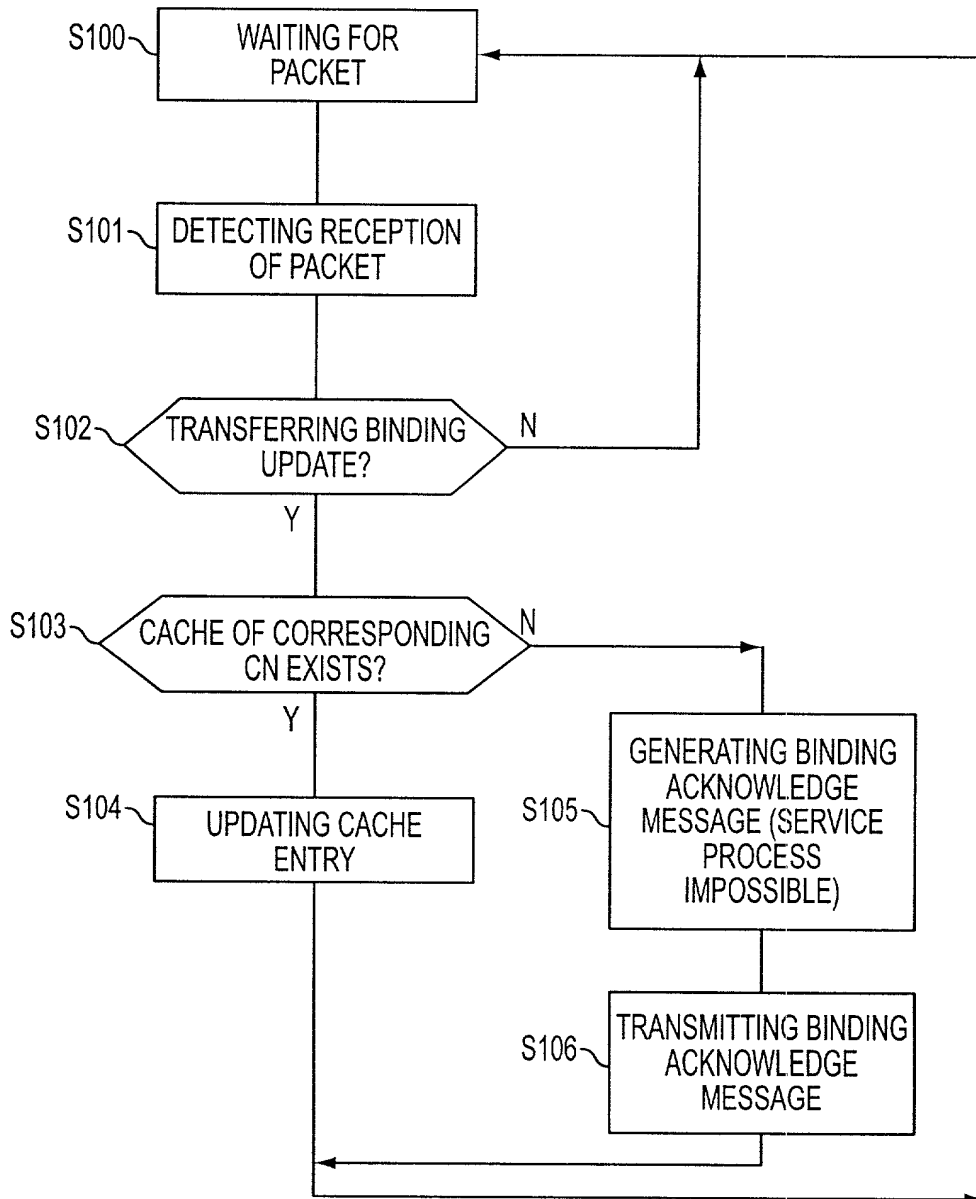 S100
WAITING FOR
PACKET
S101
DETECTING RECEPTION
OF PACKET
S102
TRANSFERRING BINDING
UPDATE?
N
Y
S103
CACHE OF CORRESPONDING
CN EXISTS?
N
Y
S104
UPDATING CACHE
ENTRY
S105
GENERATING BINDING
ACKNOWLEDGE
MESSAGE (SERVICE
PROCESS
IMPOSSIBLE)
S106
TRANSMITTING BINDING
ACKNOWLEDGE
MESSAGE